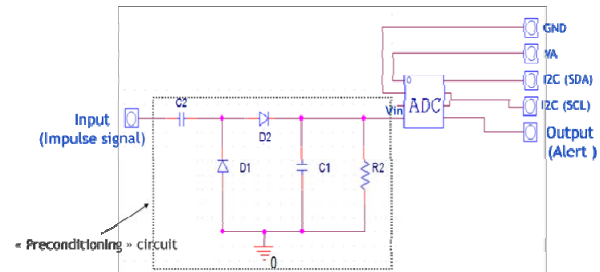 GND
VA
I2C (SDA)
I2C (SCL)
Output
(Alert )
0
Vin
ADC
C2
Input
(Impulse signal)
D2
D1
C1
R2
0
« Preconditioning » circuit